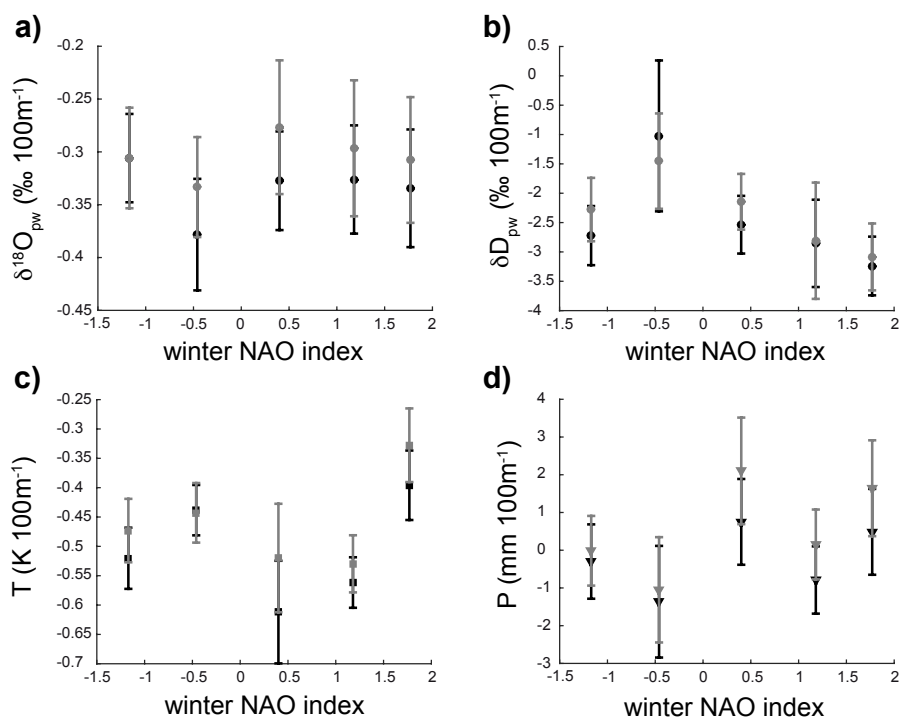 a)
-0.2
-0.25
-0.3
-0.35
-0.4
-0.45
δ¹⁸Opw (‰ 100m⁻¹)
-1.5 -1 -0.5 0 0.5 1 1.5 2
winter NAO index
b)
0.5
0
-0.5
-1
-1.5
-2
-2.5
-3
-3.5
-4
δDpw (‰ 100m⁻¹)
-1.5 -1 -0.5 0 0.5 1 1.5 2
winter NAO index
c)
-0.25
-0.3
-0.35
-0.4
-0.45
-0.5
-0.55
-0.6
-0.65
-0.7
T (K 100m⁻¹)
-1.5 -1 -0.5 0 0.5 1 1.5 2
winter NAO index
d)
4
3
2
1
0
-1
-2
-3
P (mm 100m⁻¹)
-1.5 -1 -0.5 0 0.5 1 1.5 2
winter NAO index